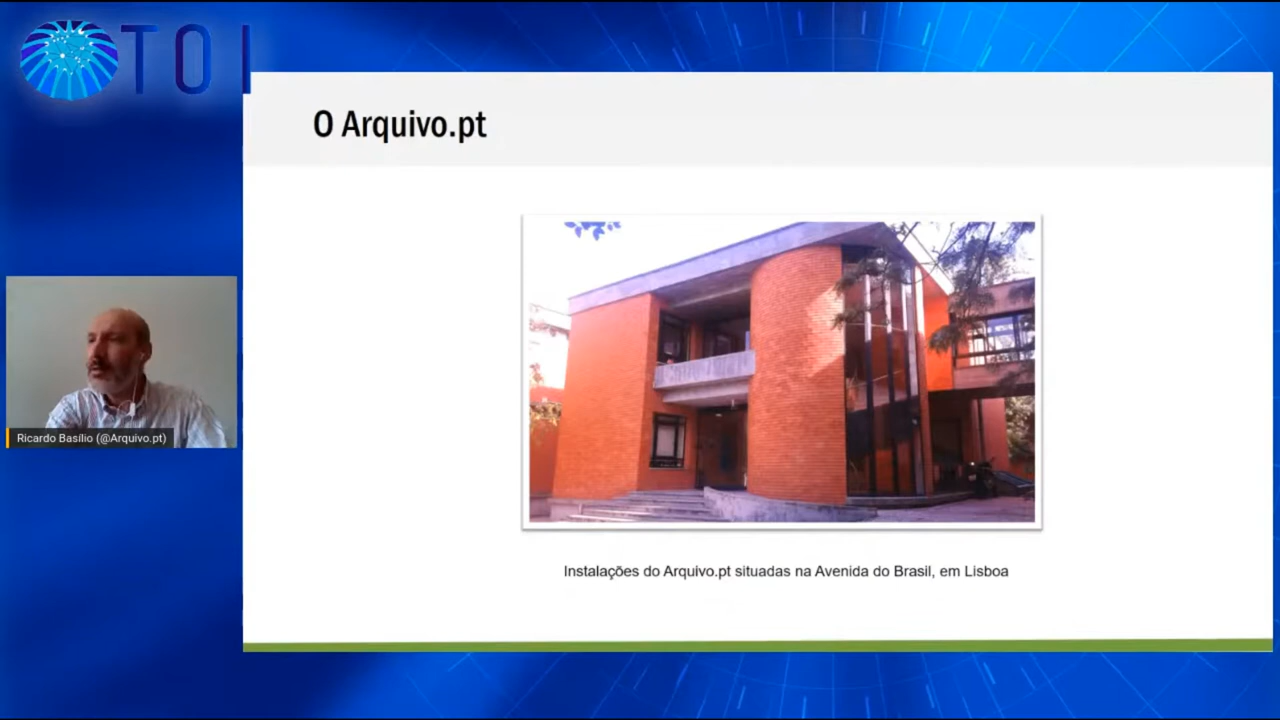 TOI
O Arquivo.pt
Ricardo Basílio (@Arquivo.pt)
Instalações do Arquivo.pt situadas na Avenida do Brasil, em Lisboa